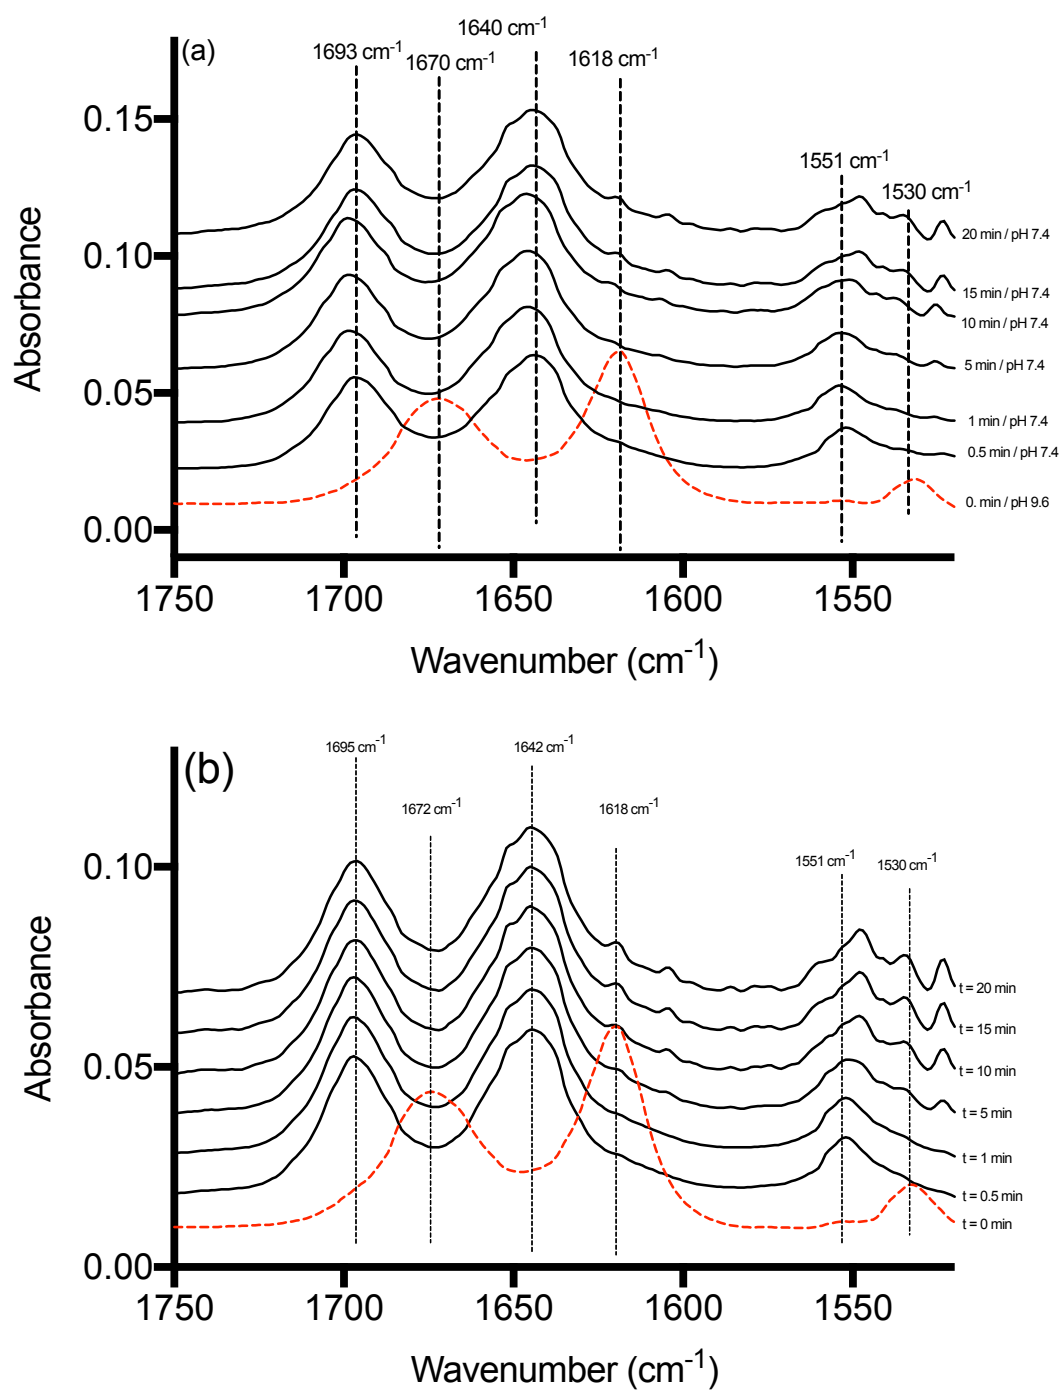 1640 cm⁻¹
(a)
1693 cm⁻¹
1670 cm⁻¹
1618 cm⁻¹
0.15
1551 cm⁻¹
1530 cm⁻¹
20 min / pH 7.4
0.10
15 min / pH 7.4
10 min / pH 7.4
5 min / pH 7.4
0.05
1 min / pH 7.4
0.5 min / pH 7.4
0. min / pH 9.6
0.00
Absorbance
1750 1700 1650 1600 1550
Wavenumber (cm⁻¹)
(b)
1695 cm⁻¹
1642 cm⁻¹
1672 cm⁻¹
1618 cm⁻¹
1551 cm⁻¹
1530 cm⁻¹
0.10
t = 20 min
t = 15 min
0.05
t = 10 min
t = 5 min
t = 1 min
t = 0.5 min
t = 0 min
0.00
Absorbance
1750 1700 1650 1600 1550
Wavenumber (cm⁻¹)